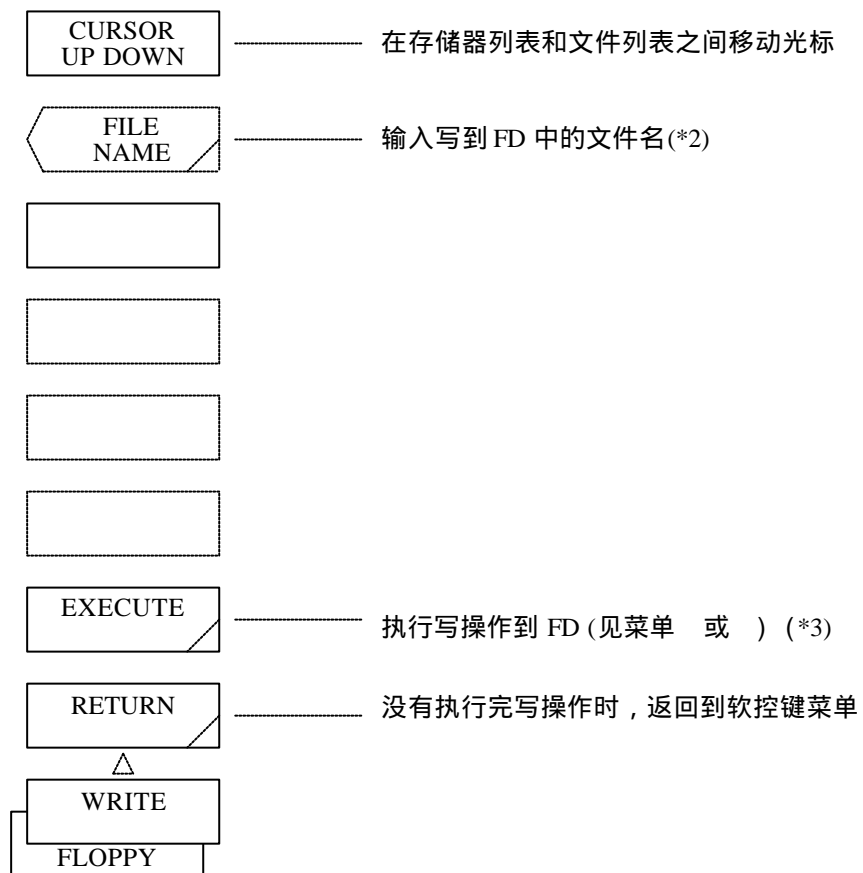 CURSOR
UP DOWN
在存储器列表和文件列表之间移动光标
FILE
NAME
输入写到 FD 中的文件名(*2)
EXECUTE
执行写操作到 FD (见菜单 或 ) (*3)
RETURN
没有执行完写操作时，返回到软控键菜单
WRITE
FLOPPY